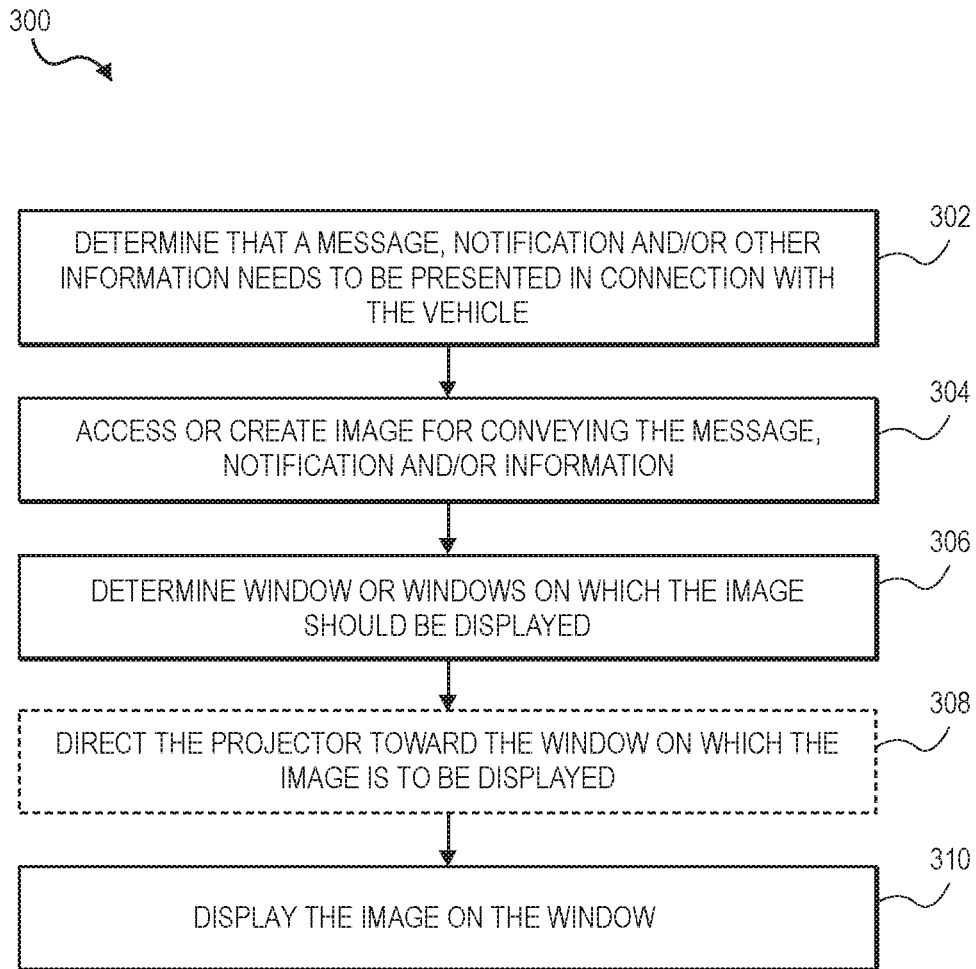 300
302
DETERMINE THAT A MESSAGE, NOTIFICATION AND/OR OTHER
INFORMATION NEEDS TO BE PRESENTED IN CONNECTION WITH
THE VEHICLE
304
ACCESS OR CREATE IMAGE FOR CONVEYING THE MESSAGE,
NOTIFICATION AND/OR INFORMATION
306
DETERMINE WINDOW OR WINDOWS ON WHICH THE IMAGE
SHOULD BE DISPLAYED
308
DIRECT THE PROJECTOR TOWARD THE WINDOW ON WHICH THE
IMAGE IS TO BE DISPLAYED
310
DISPLAY THE IMAGE ON THE WINDOW